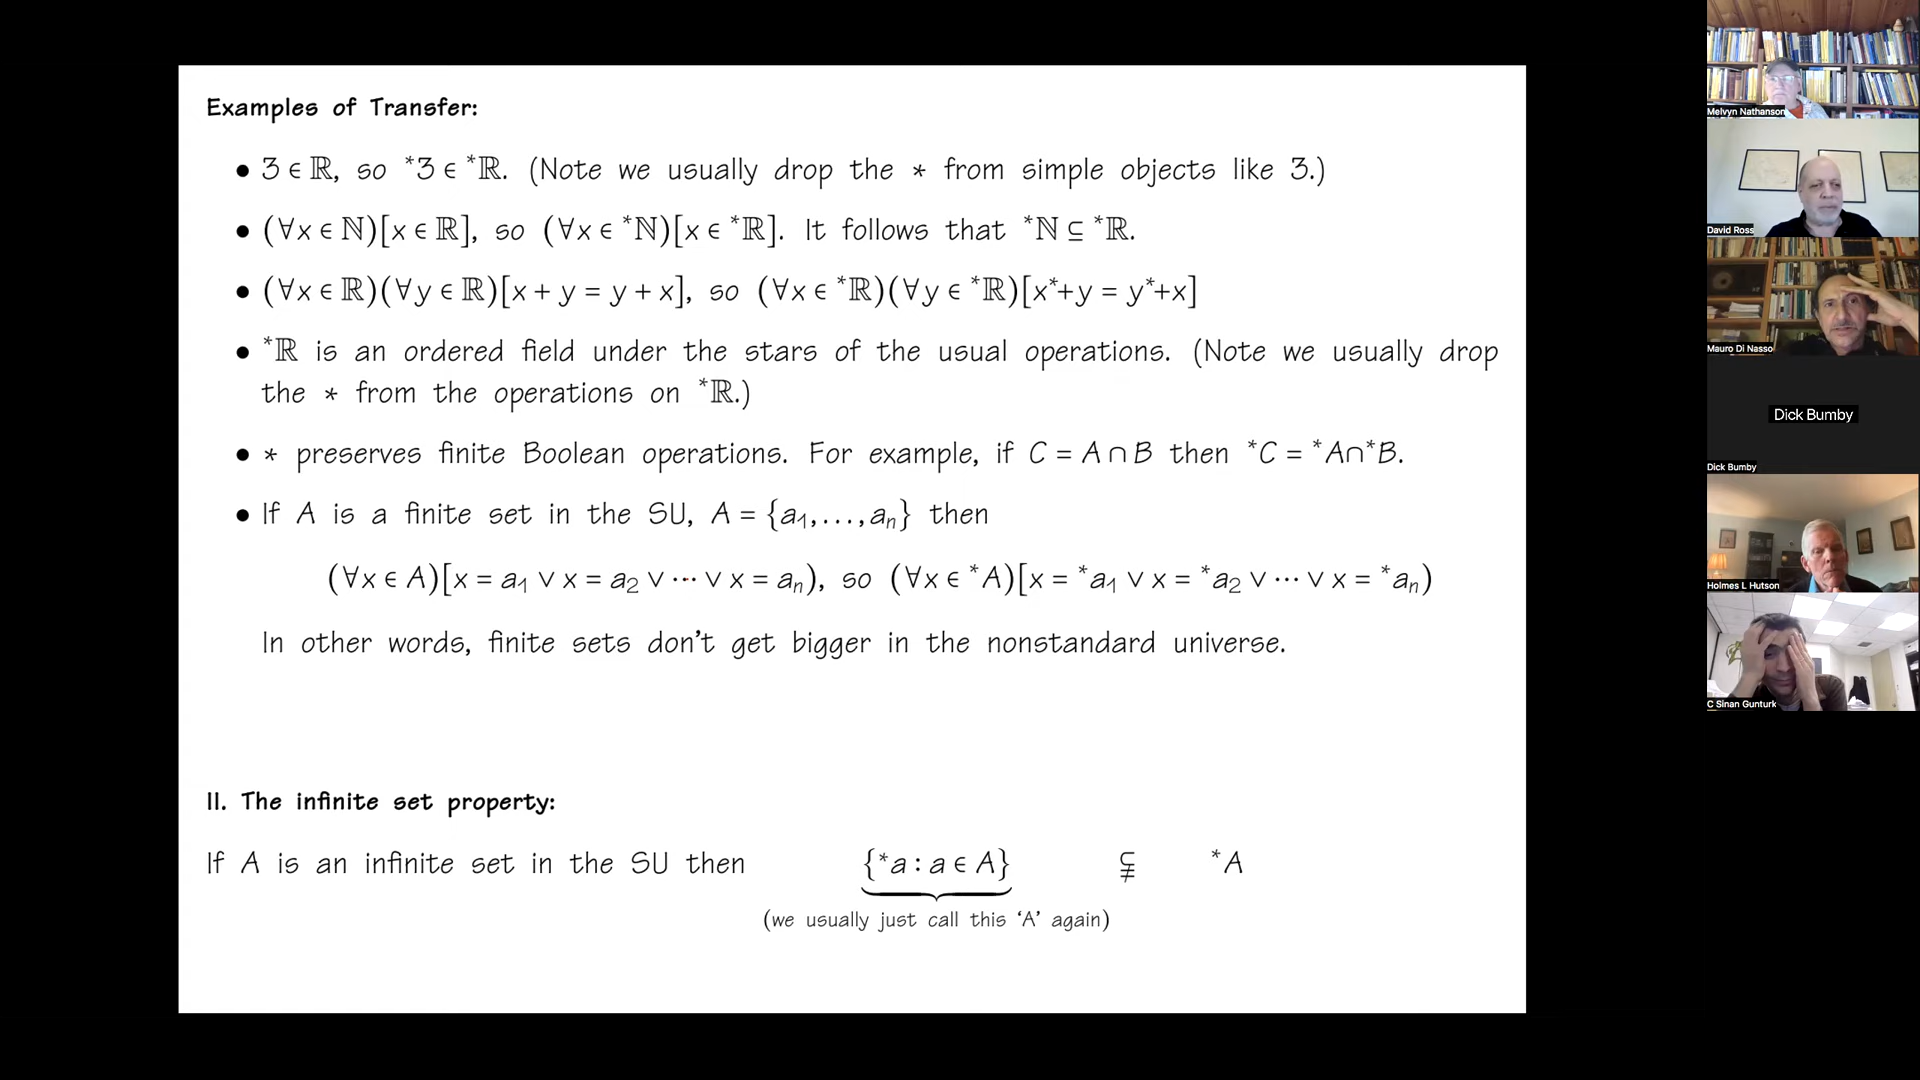 Examples of Transfer:
• 3 ∈ ℝ, so *3 ∈ *ℝ. (Note we usually drop the * from simple objects like 3.)
• (∀x ∈ ℕ)[x ∈ ℝ], so (∀x ∈ *ℕ)[x ∈ *ℝ]. It follows that *ℕ ⊆ *ℝ.
• (∀x ∈ ℝ)(∀y ∈ ℝ)[x + y = y + x], so (∀x ∈ *ℝ)(∀y ∈ *ℝ)[x*+y = y*+x]
• *ℝ is an ordered field under the stars of the usual operations. (Note we usually drop
the * from the operations on *ℝ.)
• * preserves finite Boolean operations. For example, if C = A ∩ B then *C = *A∩*B.
• If A is a finite set in the SU, A = {a₁,...,aₙ} then
(∀x ∈ A)[x = a₁ ∨ x = a₂ ∨ ⋯ ∨ x = aₙ), so (∀x ∈ *A)[x = *a₁ ∨ x = *a₂ ∨ ⋯ ∨ x = *aₙ)
In other words, finite sets don't get bigger in the nonstandard universe.
II. The infinite set property:
If A is an infinite set in the SU then {*a : a ∈ A} ⊊ *A
(we usually just call this ‘A’ again)
Melvyn Nathanson
David Ross
Mauro Di Nasso
Dick Bumby
Dick Bumby
Holmes L Hutson
C Sinan Gunturk